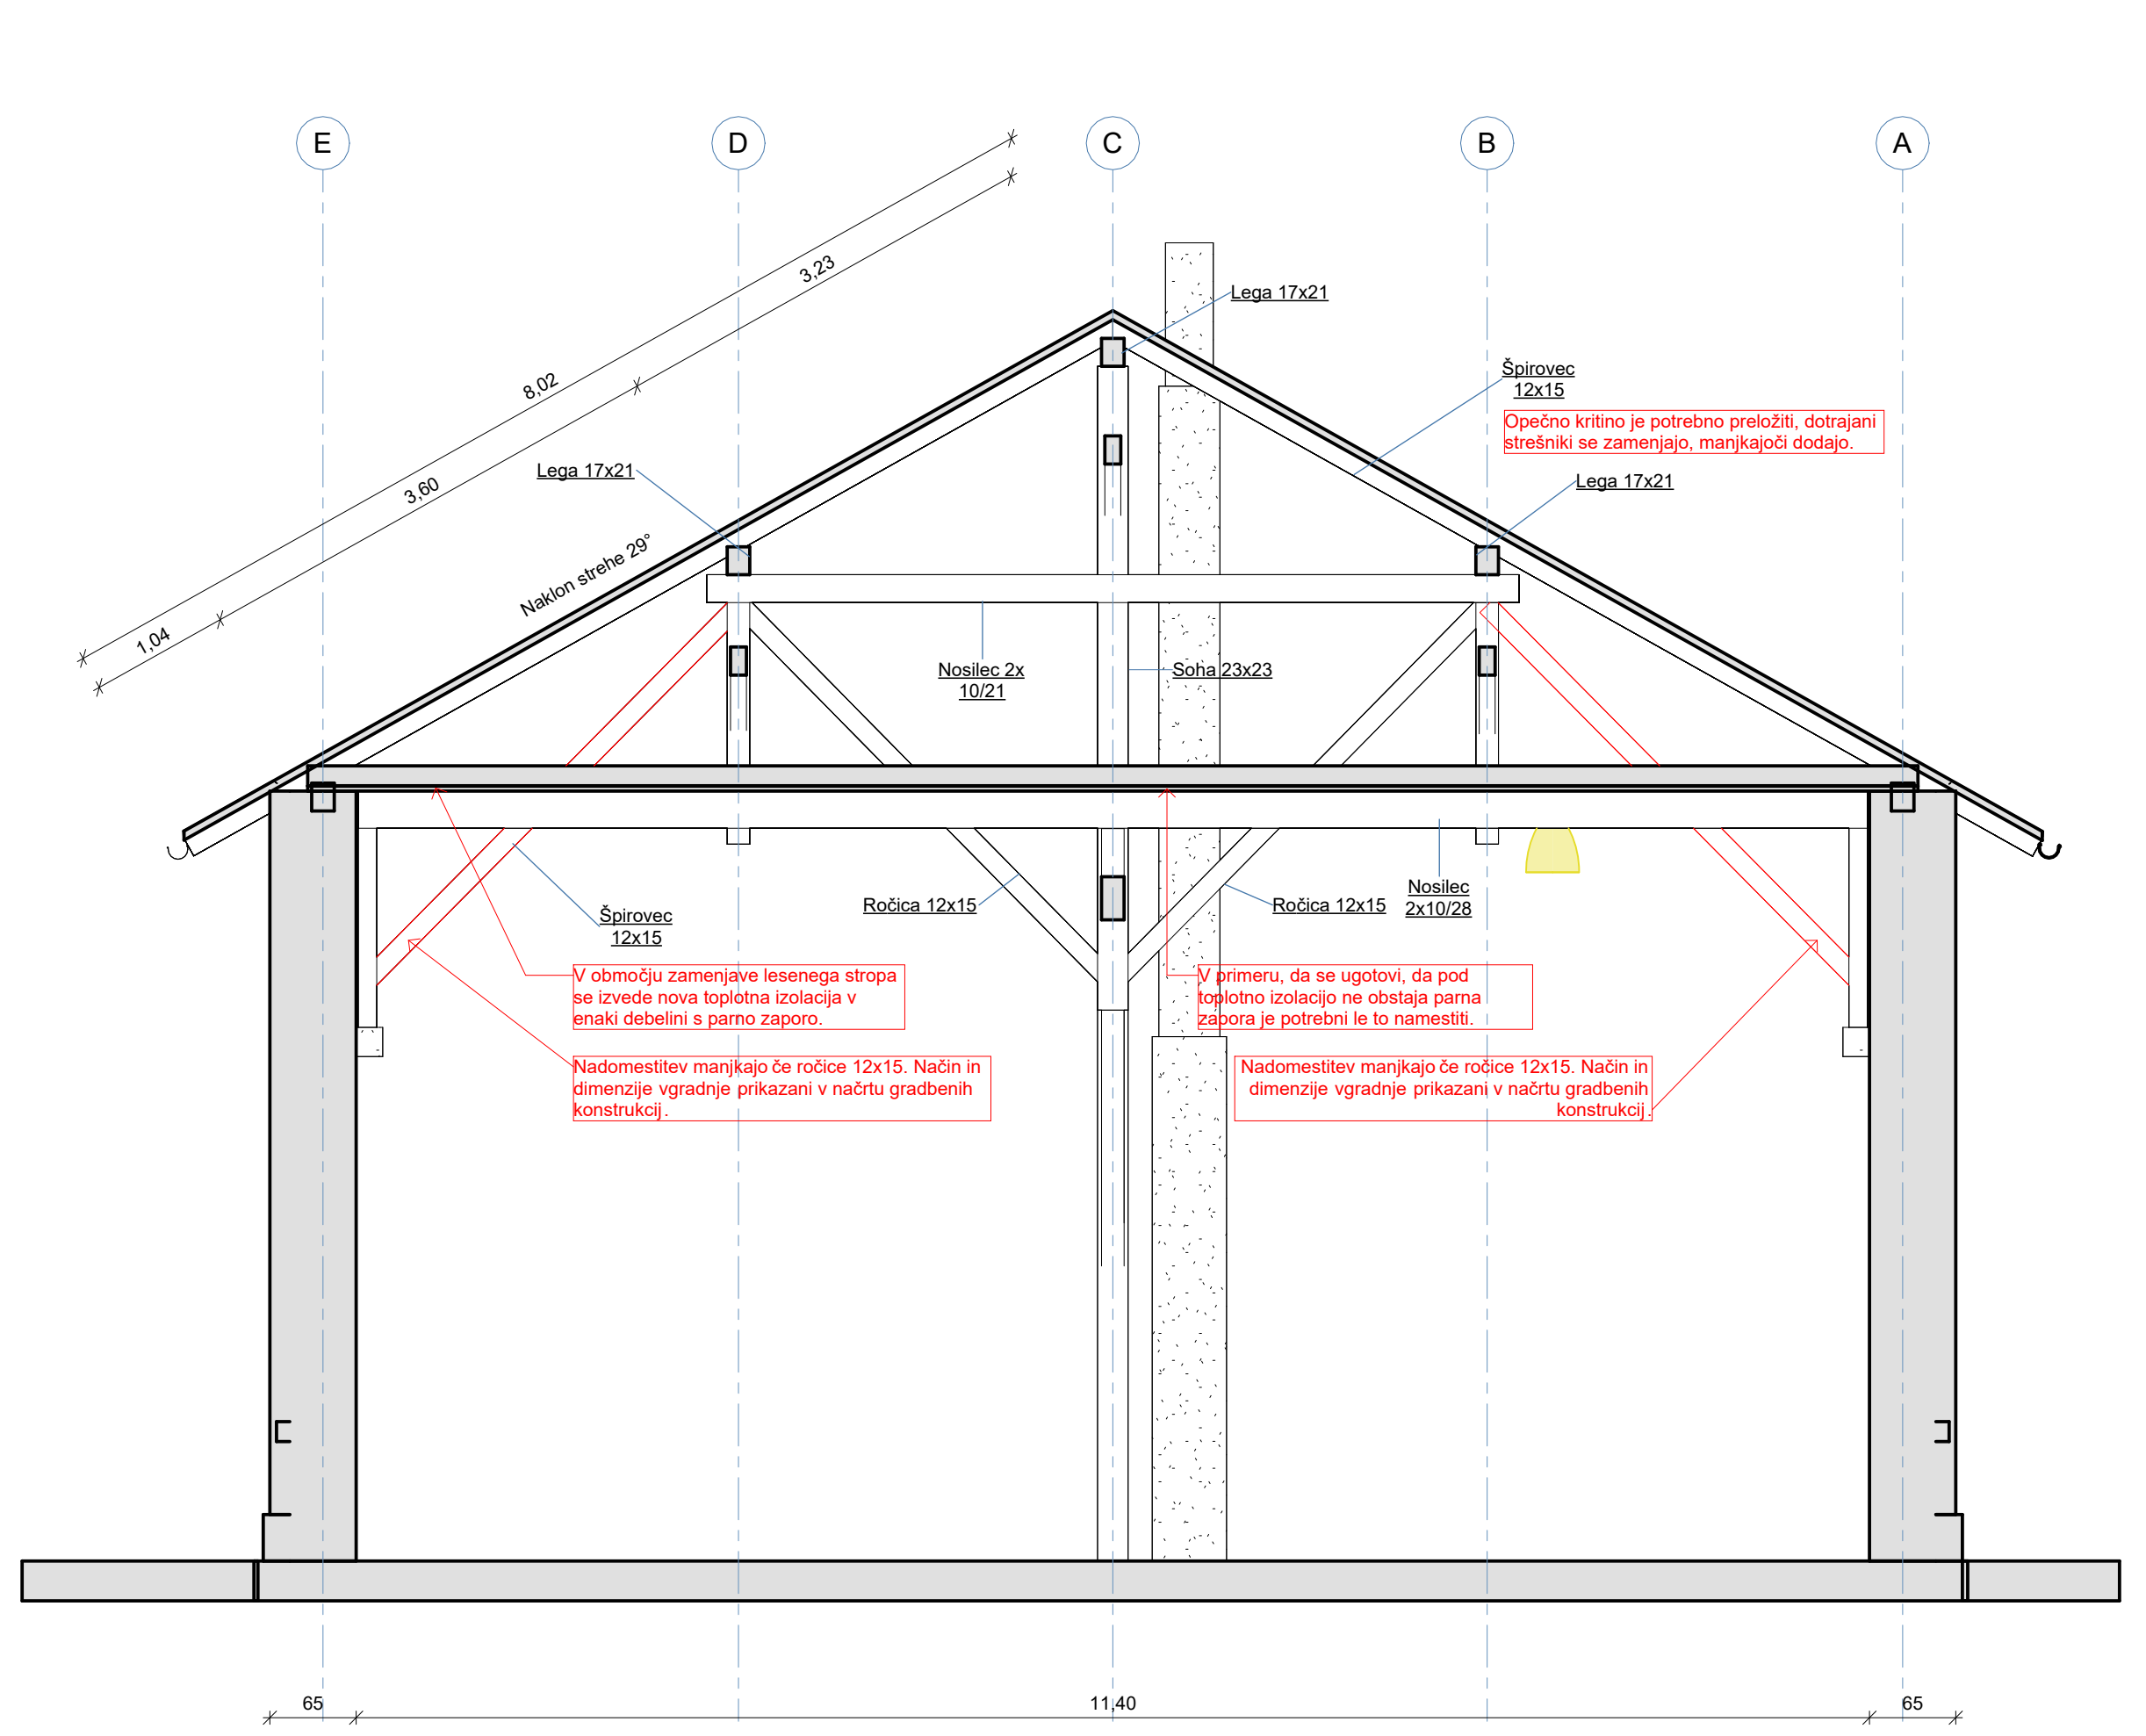 E
D
C
B
A
8,02
3,23
3,60
1,04
Naklon strehe 29°
Lega 17x21
Špirovec
12x15
Opečno kritino je potrebno preložiti, dotrajani
strešniki se zamenjajo, manjkajoči dodajo.
Lega 17x21
Lega 17x21
Nosilec 2x
10/21
Soha 23x23
Špirovec
12x15
Ročica 12x15
Ročica 12x15
Nosilec
2x10/28
V območju zamenjave lesenega stropa
se izvede nova toplotna izolacija v
enaki debelini s parno zaporo.
V primeru, da se ugotovi, da pod
toplotno izolacijo ne obstaja parna
zapora je potrebni le to namestiti.
Nadomestitev manjkajo če ročice 12x15. Način in
dimenzije vgradnje prikazani v načrtu gradbenih
konstrukcij.
Nadomestitev manjkajo če ročice 12x15. Način in
dimenzije vgradnje prikazani v načrtu gradbenih
konstrukcij.
65
11,40
65